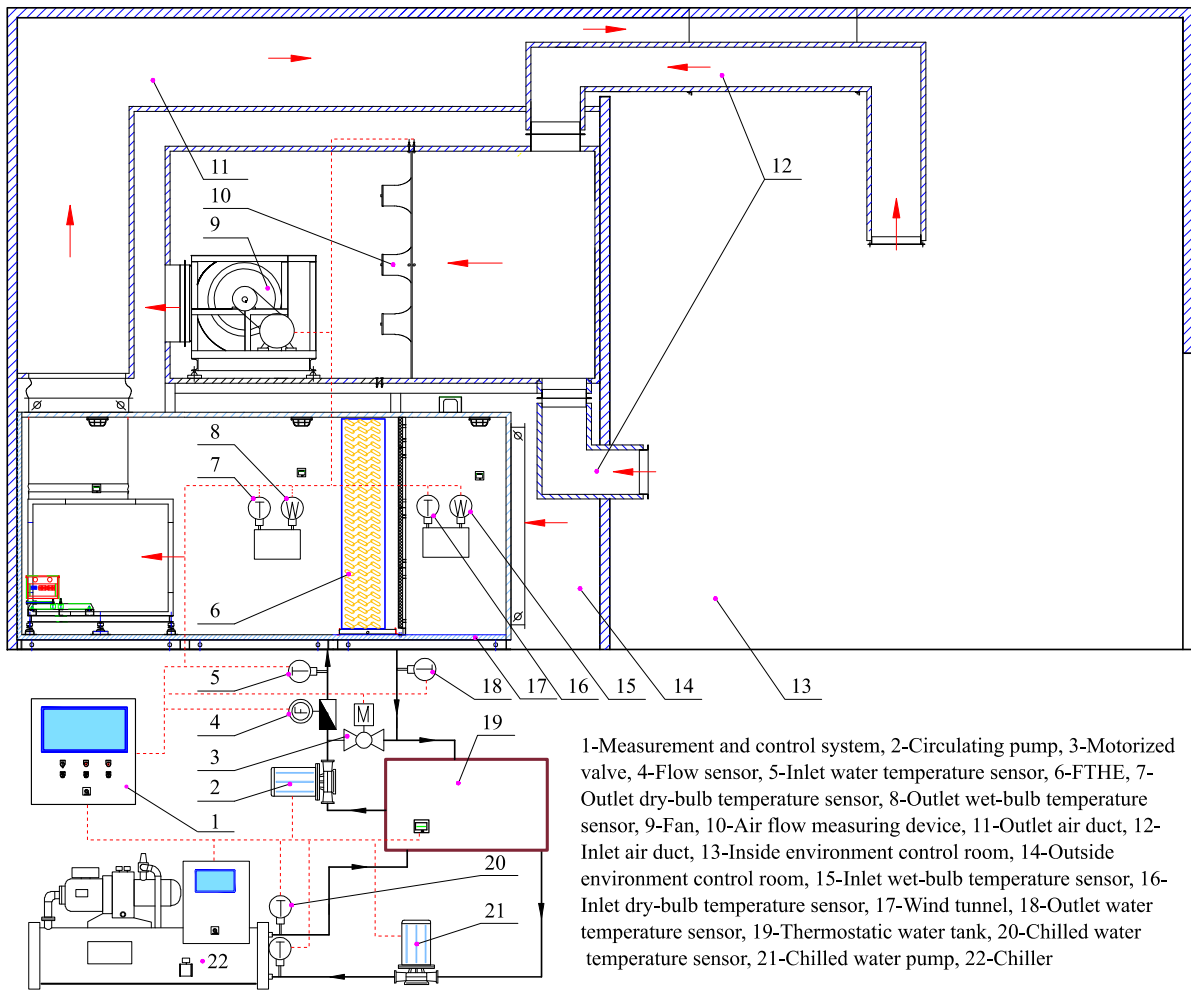 11
12
10
9
8
7
T
W
T
W
6
5
18
17
16
15
14
13
4
F
M
19
3
2
1
20
T
21
T
22
1-Measurement and control system, 2-Circulating pump, 3-Motorized
valve, 4-Flow sensor, 5-Inlet water temperature sensor, 6-FTHE, 7-
Outlet dry-bulb temperature sensor, 8-Outlet wet-bulb temperature
sensor, 9-Fan, 10-Air flow measuring device, 11-Outlet air duct, 12-
Inlet air duct, 13-Inside environment control room, 14-Outside
environment control room, 15-Inlet wet-bulb temperature sensor, 16-
Inlet dry-bulb temperature sensor, 17-Wind tunnel, 18-Outlet water
temperature sensor, 19-Thermostatic water tank, 20-Chilled water
temperature sensor, 21-Chilled water pump, 22-Chiller